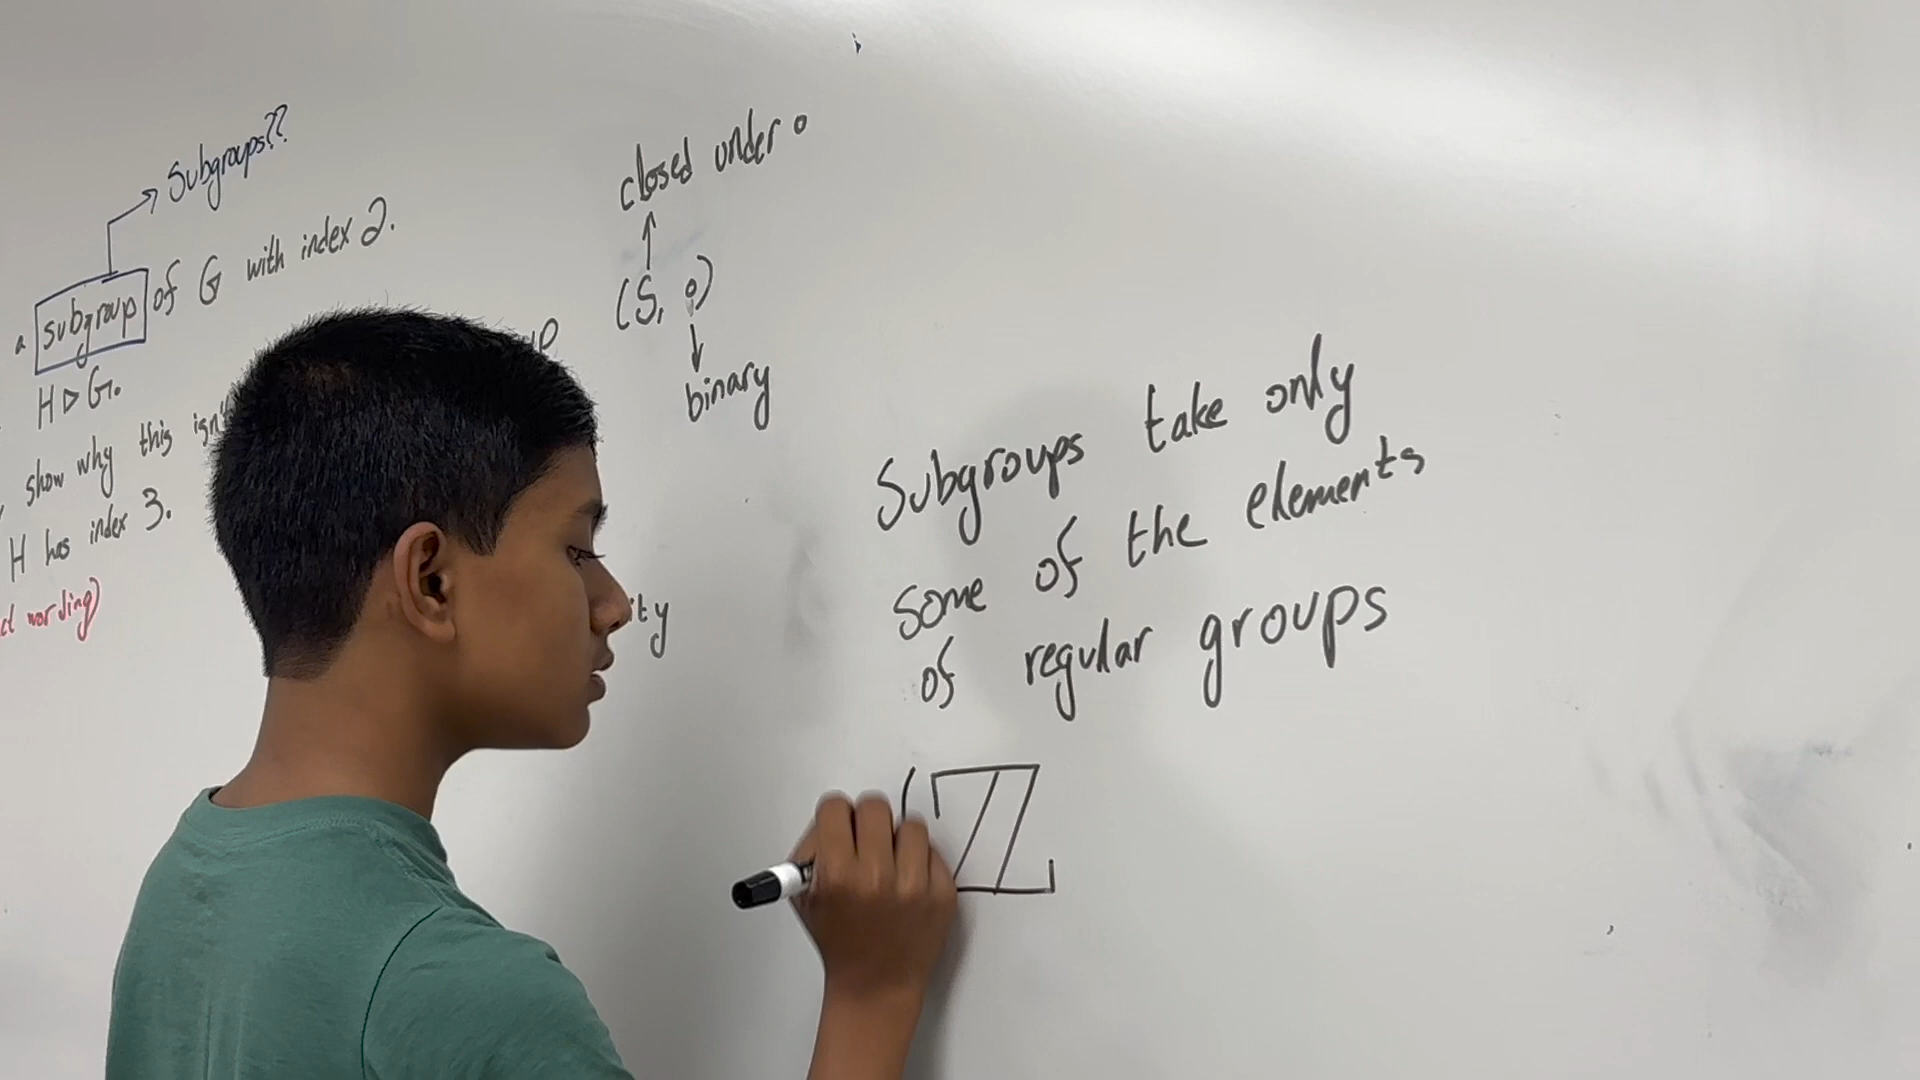 Subgroups??
a subgroup of G with index 2.
H ▷ G.
show why this isn'
H has index 3.
wording)
closed under ∘
(S, ∘)
binary
ity
Subgroups take only
some of the elements
of regular groups
(ℤ